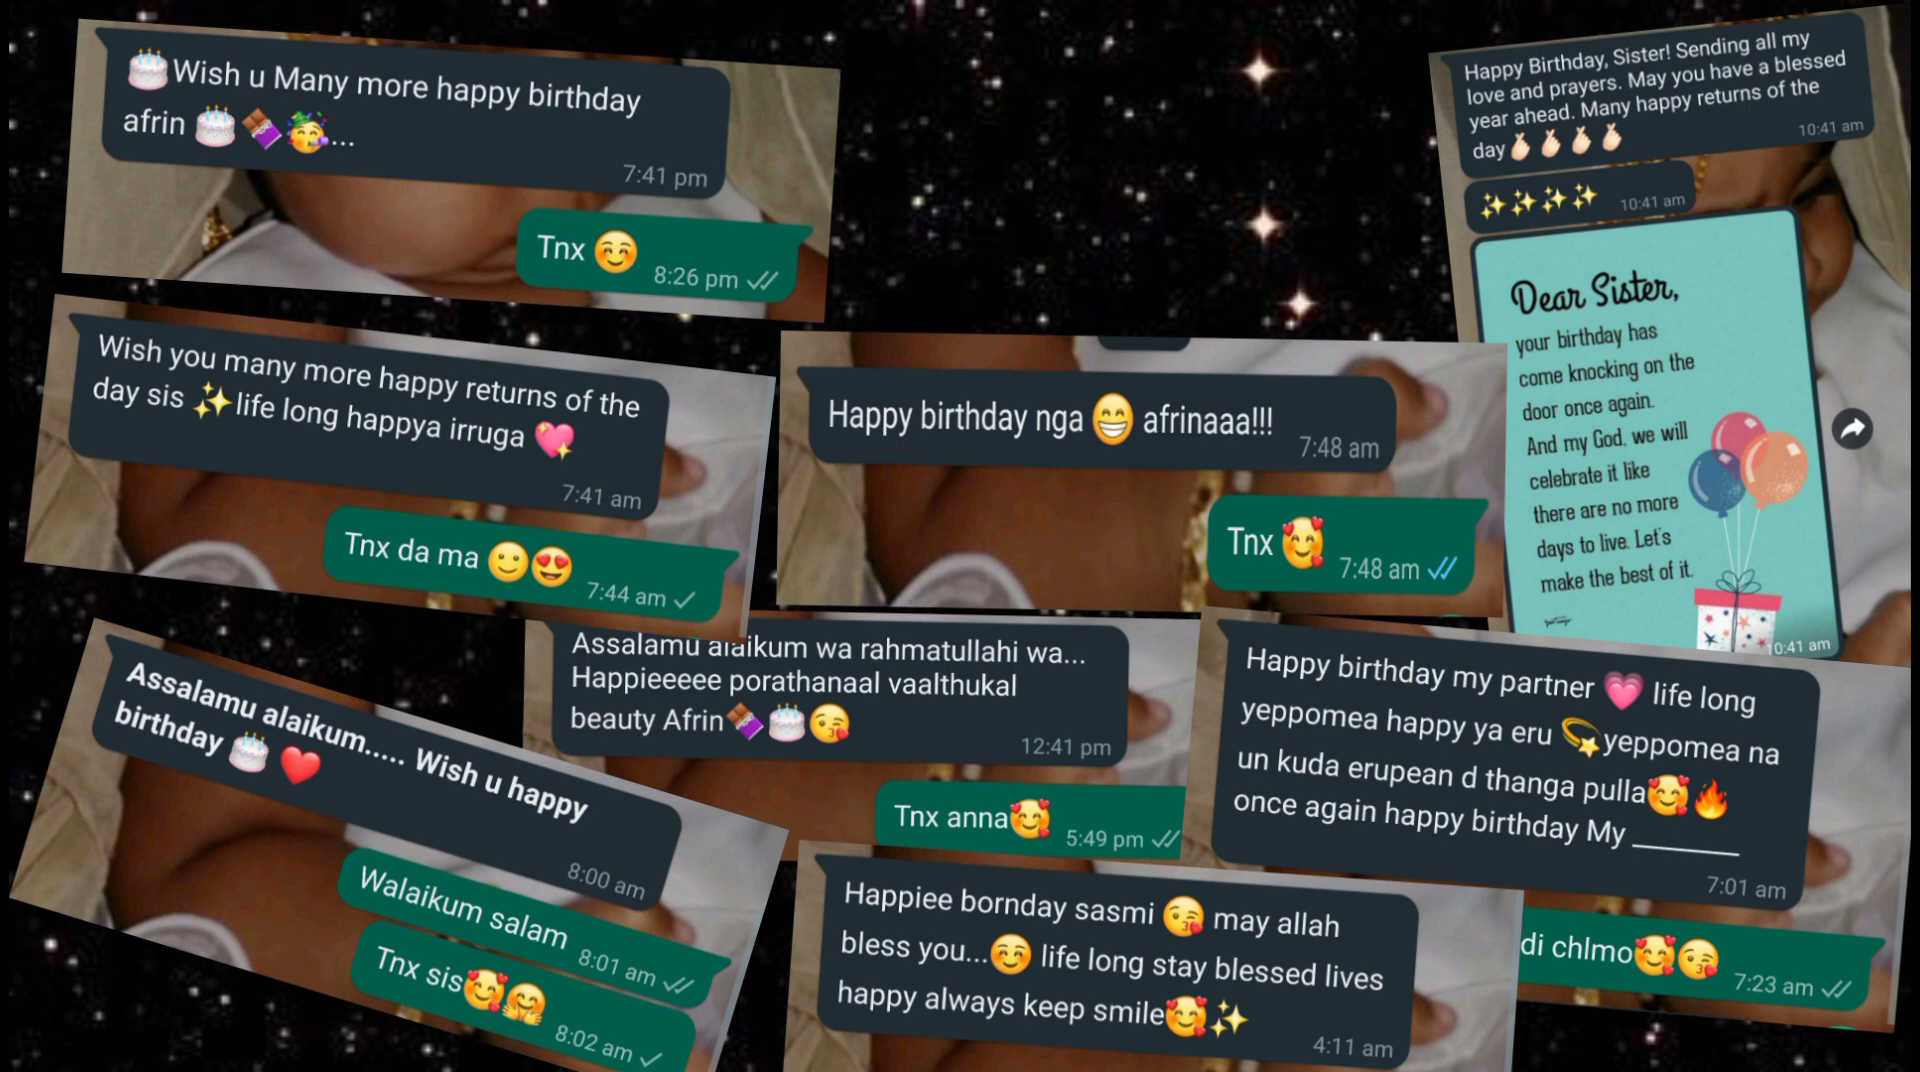 🎂Wish u Many more happy birthday
afrin 🎂🍫🥳...
7:41 pm
Tnx ☺️
8:26 pm
Wish you many more happy returns of the
day sis ✨life long happya irruga 💖
7:41 am
Tnx da ma 🙂😍
7:44 am
Assalamu alaikum..... Wish u happy
birthday 🎂❤️
8:00 am
Walaikum salam
8:01 am
Tnx sis🥰🤗
8:02 am
Happy birthday nga 😁 afrinaaa!!!
7:48 am
Tnx 🥰
7:48 am
Assalamu alaikum wa rahmatullahi wa...
Happieeeee porathanaal vaalthukal
beauty Afrin🍫🎂😘
12:41 pm
Tnx anna🥰
5:49 pm
Happiee bornday sasmi 😘 may allah
bless you...☺️ life long stay blessed lives
happy always keep smile🥰✨
4:11 am
Happy Birthday, Sister! Sending all my
love and prayers. May you have a blessed
year ahead. Many happy returns of the
day🫰🏻🫰🏻🫰🏻🫰🏻
10:41 am
✨✨✨✨
10:41 am
Dear Sister,
your birthday has
come knocking on the
door once again.
And my God, we will
celebrate it like
there are no more
days to live. Let's
make the best of it.
10:41 am
Happy birthday my partner 💗 life long
yeppomea happy ya eru 💫yeppomea na
un kuda erupean d thanga pulla🥰🔥
once again happy birthday My ________
7:01 am
di chlmo🥰😘
7:23 am